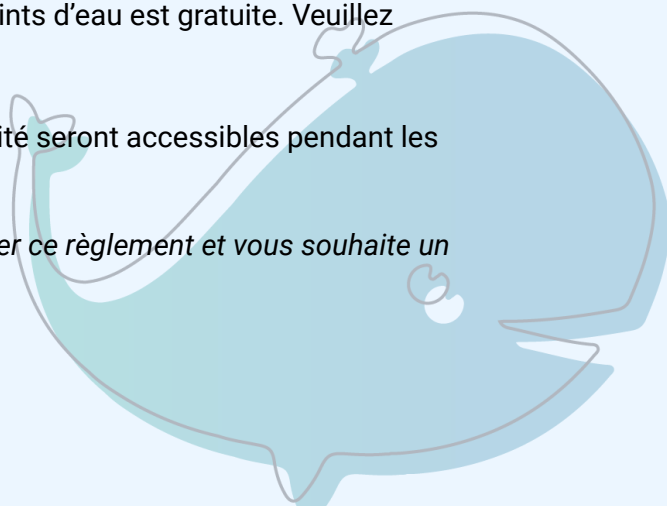 ints d’eau est gratuite. Veuillez
ité seront accessibles pendant les
er ce règlement et vous souhaite un